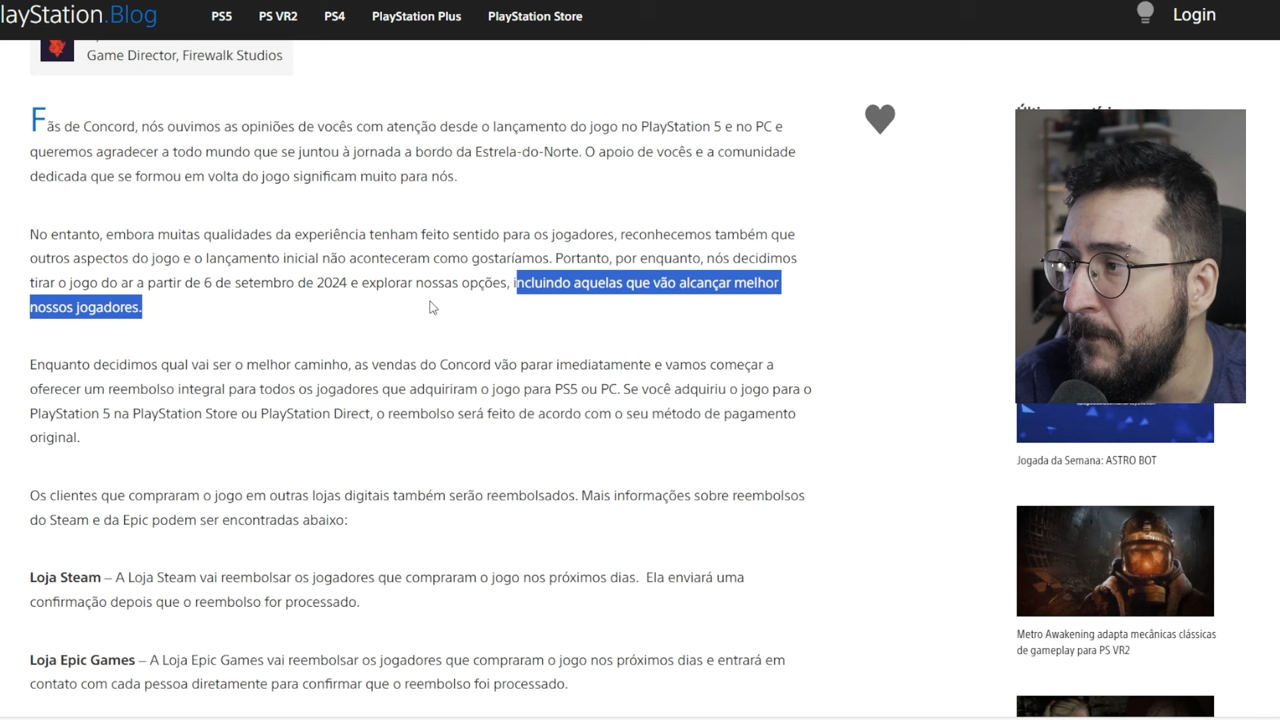 layStation.Blog
PS5
PS VR2
PS4
PlayStation Plus
PlayStation Store
Login
Game Director, Firewalk Studios
Fãs de Concord, nós ouvimos as opiniões de vocês com atenção desde o lançamento do jogo no PlayStation 5 e no PC e
queremos agradecer a todo mundo que se juntou à jornada a bordo da Estrela-do-Norte. O apoio de vocês e a comunidade
dedicada que se formou em volta do jogo significam muito para nós.
No entanto, embora muitas qualidades da experiência tenham feito sentido para os jogadores, reconhecemos também que
outros aspectos do jogo e o lançamento inicial não aconteceram como gostaríamos. Portanto, por enquanto, nós decidimos
tirar o jogo do ar a partir de 6 de setembro de 2024 e explorar nossas opções, incluindo aquelas que vão alcançar melhor
nossos jogadores.
Enquanto decidimos qual vai ser o melhor caminho, as vendas do Concord vão parar imediatamente e vamos começar a
oferecer um reembolso integral para todos os jogadores que adquiriram o jogo para PS5 ou PC. Se você adquiriu o jogo para o
PlayStation 5 na PlayStation Store ou PlayStation Direct, o reembolso será feito de acordo com o seu método de pagamento
original.
Os clientes que compraram o jogo em outras lojas digitais também serão reembolsados. Mais informações sobre reembolsos
do Steam e da Epic podem ser encontradas abaixo:
Loja Steam – A Loja Steam vai reembolsar os jogadores que compraram o jogo nos próximos dias. Ela enviará uma
confirmação depois que o reembolso for processado.
Loja Epic Games – A Loja Epic Games vai reembolsar os jogadores que compraram o jogo nos próximos dias e entrará em
contato com cada pessoa diretamente para confirmar que o reembolso foi processado.
Jogada da Semana: ASTRO BOT
Metro Awakening adapta mecânicas clássicas
de gameplay para PS VR2